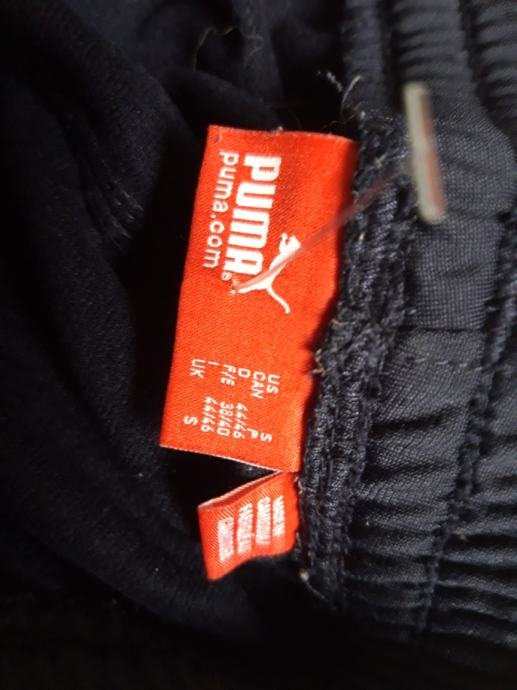 PUMA®
puma.com
US S
CAN P
D 44/46
F/E 38/40
I 44/46
UK S